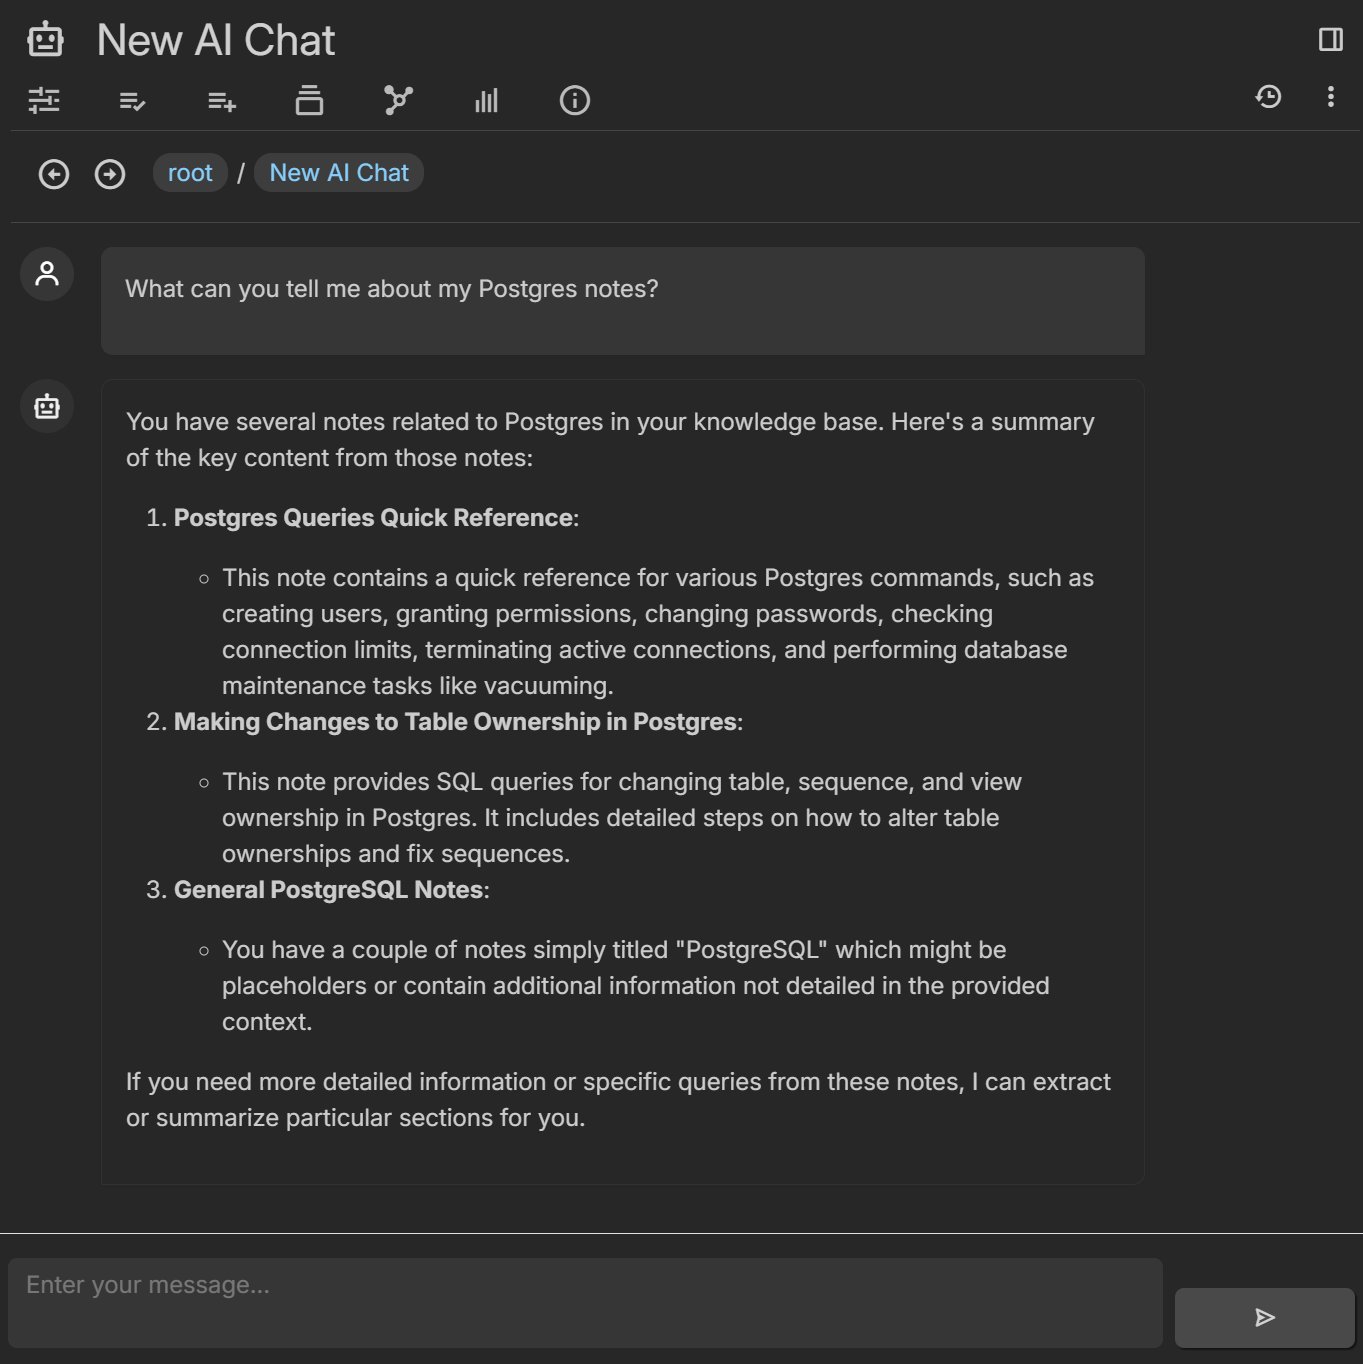 New AI Chat
root / New AI Chat
What can you tell me about my Postgres notes?
You have several notes related to Postgres in your knowledge base. Here's a summary
of the key content from those notes:
1. Postgres Queries Quick Reference:
This note contains a quick reference for various Postgres commands, such as
creating users, granting permissions, changing passwords, checking
connection limits, terminating active connections, and performing database
maintenance tasks like vacuuming.
2. Making Changes to Table Ownership in Postgres:
This note provides SQL queries for changing table, sequence, and view
ownership in Postgres. It includes detailed steps on how to alter table
ownerships and fix sequences.
3. General PostgreSQL Notes:
You have a couple of notes simply titled "PostgreSQL" which might be
placeholders or contain additional information not detailed in the provided
context.
If you need more detailed information or specific queries from these notes, I can extract
or summarize particular sections for you.
Enter your message...